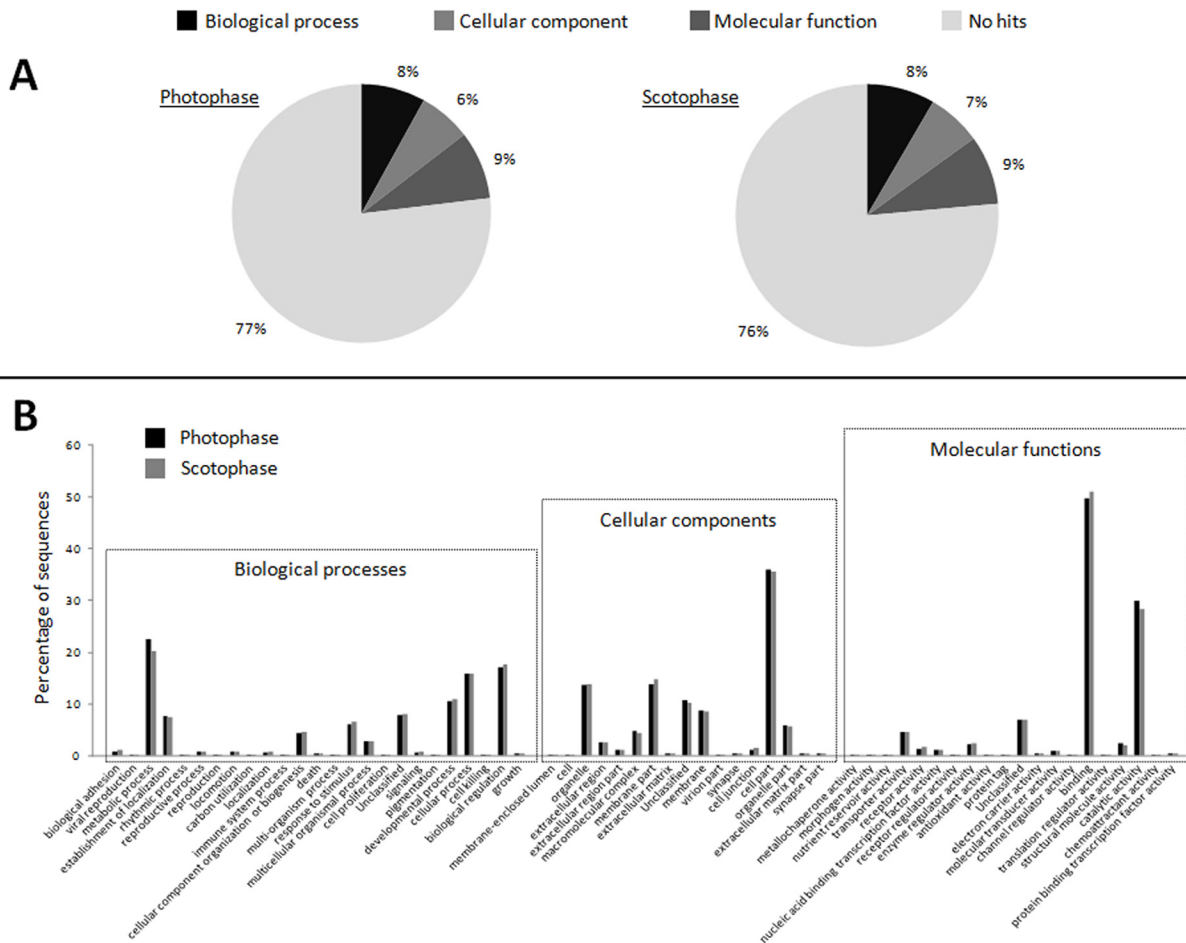 Biological process Cellular component Molecular function No hits
A
Photophase
8%
6%
9%
77%
Scotophase
8%
7%
9%
76%
B
Photophase
Scotophase
Percentage of sequences
60
50
40
30
20
10
0
Biological processes
Cellular components
Molecular functions
biological adhesion
viral reproduction
metabolic process
establishment of localization
rhythmic process
reproductive process
reproduction
locomotion
carbon utilization
localization
immune system process
cellular component organization or biogenesis
death
multi-organism process
response to stimulus
multicellular organismal process
cell proliferation
Unclassified
signaling
pigmentation
developmental process
cellular process
cell killing
biological regulation
growth
membrane-enclosed lumen
cell
organelle
extracellular region
extracellular region part
macromolecular complex
membrane part
extracellular matrix
Unclassified
membrane
virion part
synapse
cell junction
cell part
organelle part
extracellular matrix part
synapse part
metallochaperone activity
morphogen activity
nutrient reservoir activity
transporter activity
receptor activity
nucleic acid binding transcription factor activity
receptor regulator activity
enzyme regulator activity
antioxidant activity
protein tag
Unclassified
electron carrier activity
molecular transducer activity
channel regulator activity
binding
translation regulator activity
structural molecule activity
catalytic activity
chemoattractant activity
protein binding transcription factor activity